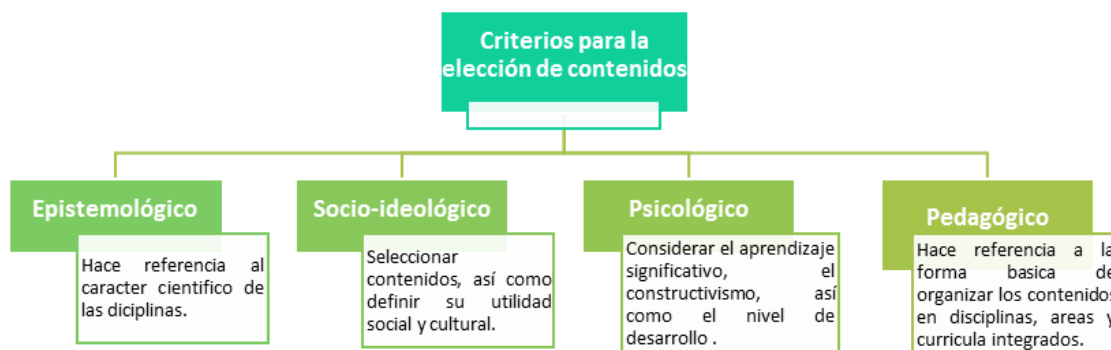 Criterios para la
elección de contenidos
Epistemológico
Hace referencia al
caracter cientifico de
las diciplinas.
Socio-ideológico
Seleccionar
contenidos, así como
definir su utilidad
social y cultural.
Psicológico
Considerar el aprendizaje
significativo, el
constructivismo, así
como el nivel de
desarrollo .
Pedagógico
Hace referencia a la
forma basica de
organizar los contenidos
en disciplinas, areas y
curricula integrados.